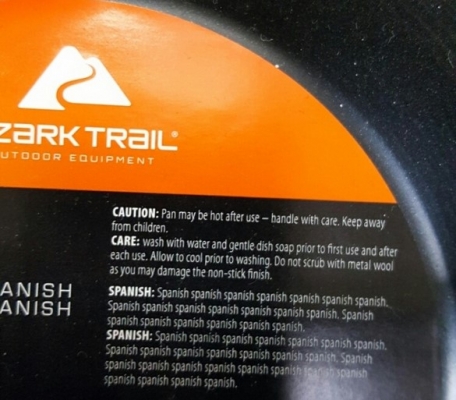 ZARK TRAIL®
UTDOOR EQUIPMENT
CAUTION: Pan may be hot after use – handle with care. Keep away
from children.
CARE: wash with water and gentle dish soap prior to first use and after
each use. Allow to cool prior to washing. Do not scrub with metal wool
as you may damage the non-stick finish.
PANISH
ANISH
SPANISH: Spanish spanish spanish spanish spanish spanish spanish.
Spanish spanish spanish spanish spanish spanish spanish. Spanish
spanish spanish spanish spanish spanish spanish.
SPANISH: Spanish spanish spanish spanish spanish spanish spanish.
Spanish spanish spanish spanish spanish spanish spanish. Spanish
spanish spanish spanish spanish spanish spanish spanish spanish
spanish spanish spanish spanish.